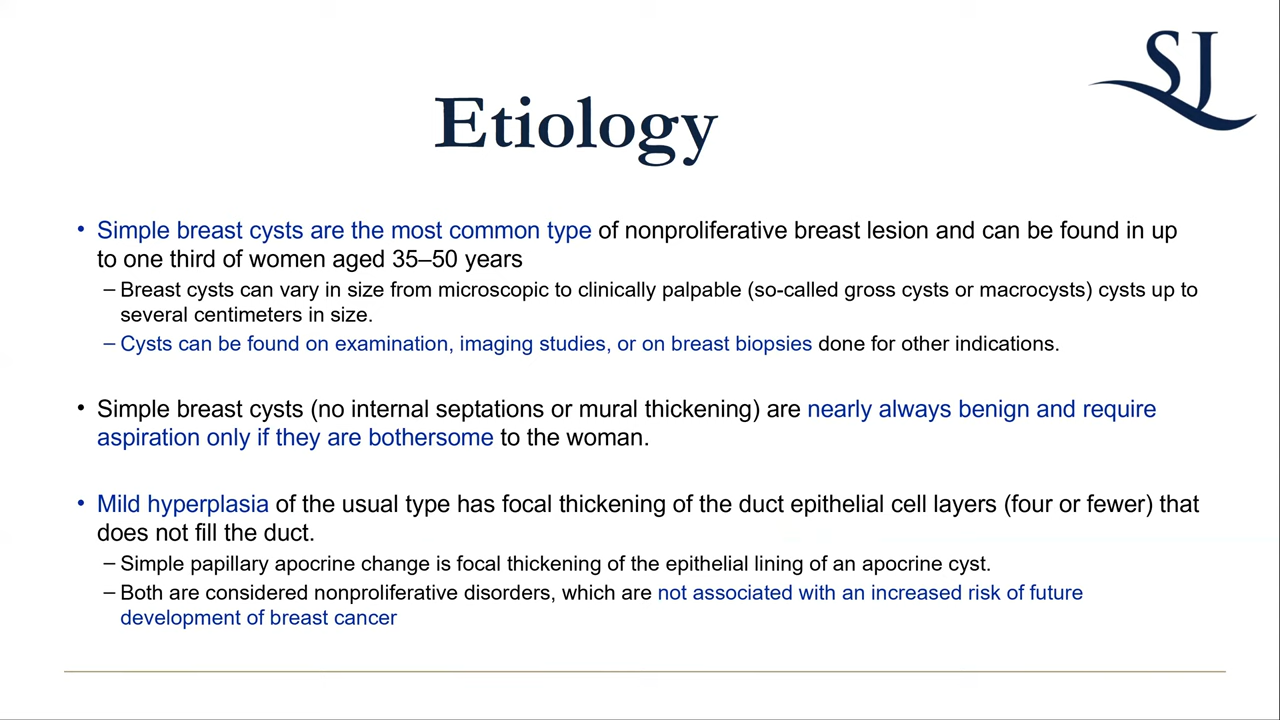 SJ
Etiology
• Simple breast cysts are the most common type of nonproliferative breast lesion and can be found in up
to one third of women aged 35–50 years
– Breast cysts can vary in size from microscopic to clinically palpable (so-called gross cysts or macrocysts) cysts up to
several centimeters in size.
– Cysts can be found on examination, imaging studies, or on breast biopsies done for other indications.
• Simple breast cysts (no internal septations or mural thickening) are nearly always benign and require
aspiration only if they are bothersome to the woman.
• Mild hyperplasia of the usual type has focal thickening of the duct epithelial cell layers (four or fewer) that
does not fill the duct.
– Simple papillary apocrine change is focal thickening of the epithelial lining of an apocrine cyst.
– Both are considered nonproliferative disorders, which are not associated with an increased risk of future
development of breast cancer